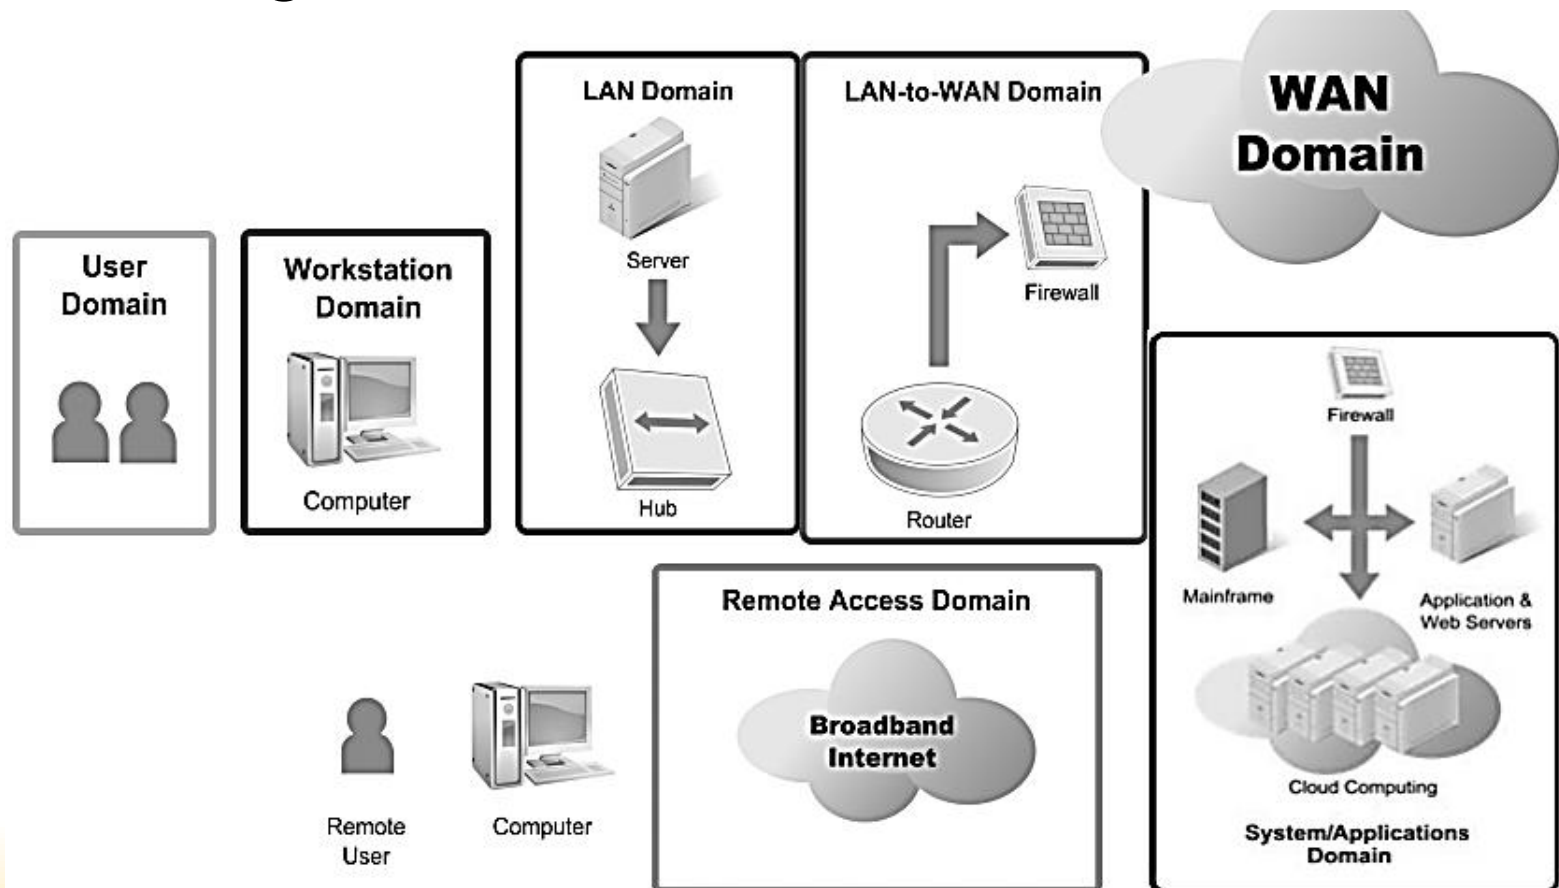 LAN Domain
Server
Hub
LAN-to-WAN Domain
Firewall
Router
WAN
Domain
User
Domain
Workstation
Domain
Computer
Firewall
Mainframe
Application &
Web Servers
Cloud Computing
System/Applications
Domain
Remote Access Domain
Broadband
Internet
Remote
User
Computer